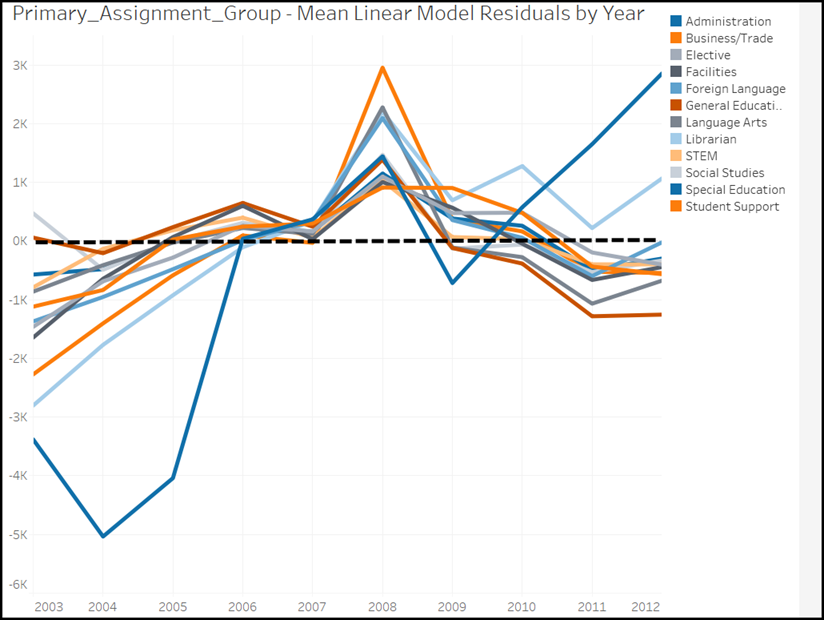 Primary_Assignment_Group - Mean Linear Model Residuals by Year
Administration
Business/Trade
Elective
Facilities
Foreign Language
General Educati..
Language Arts
Librarian
STEM
Social Studies
Special Education
Student Support
3K
2K
1K
0K
-1K
-2K
-3K
-4K
-5K
-6K
2003 2004 2005 2006 2007 2008 2009 2010 2011 2012